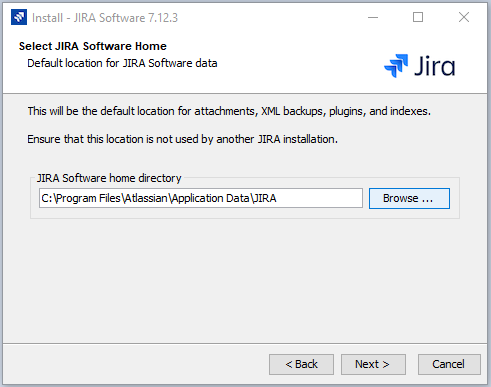 Install - JIRA Software 7.12.3
Select JIRA Software Home
Default location for JIRA Software data
Jira
This will be the default location for attachments, XML backups, plugins, and indexes.
Ensure that this location is not used by another JIRA installation.
JIRA Software home directory
C:\Program Files\Atlassian\Application Data\JIRA
Browse ...
< Back
Next >
Cancel